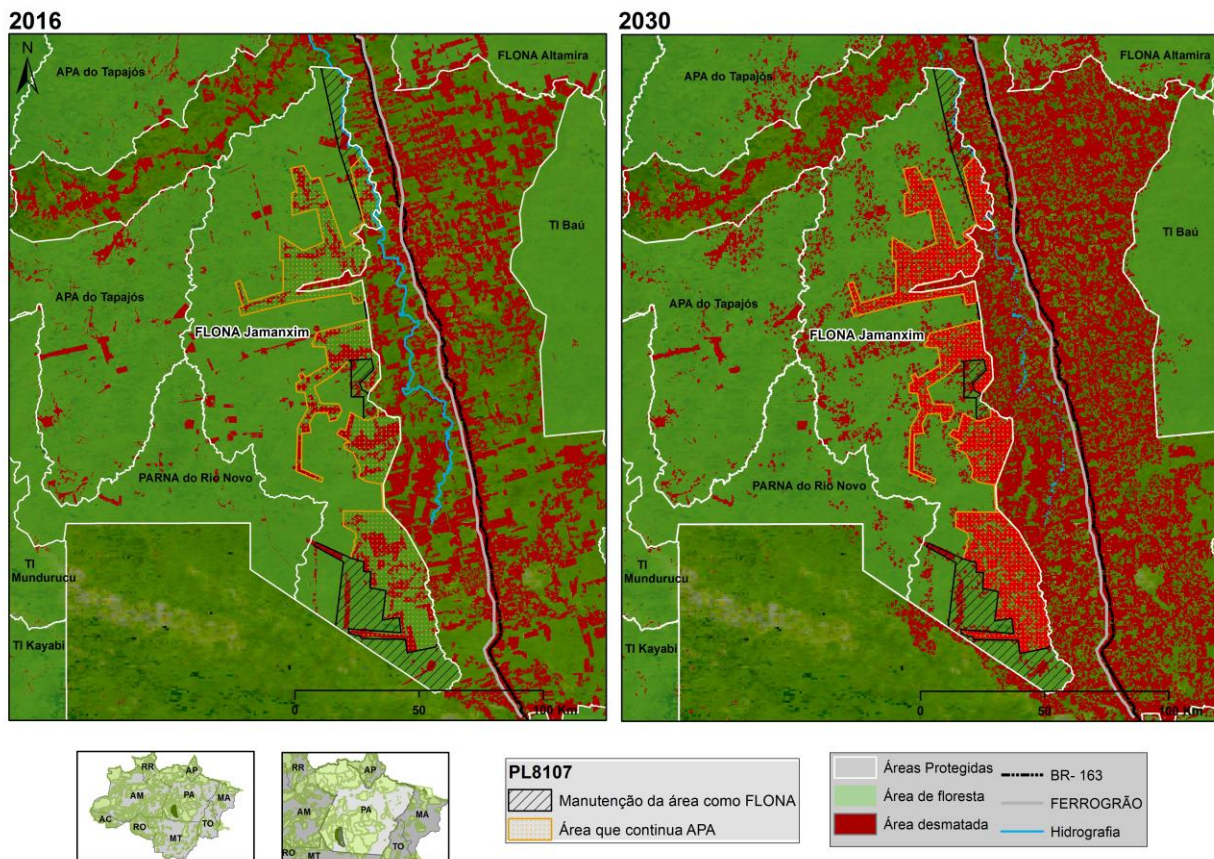 2016
N
APA do Tapajós
FLONA Altamira
TI Baú
APA do Tapajós
FLONA Jamanxim
PARNA do Rio Novo
TI
Mundurucu
TI Kayabi
0 50 100 Km
2030
APA do Tapajós
FLONA Altamira
TI Baú
APA do Tapajós
FLONA Jamanxim
PARNA do Rio Novo
TI
Mundurucu
TI Kayabi
0 50 100 Km
RR AP
AM PA MA
AC RO TO
MT
RR AP
AM PA MA
RO MT TO
PL8107
Manutenção da área como FLONA
Área que continua APA
Áreas Protegidas
Área de floresta
Área desmatada
BR- 163
FERROGRÃO
Hidrografia